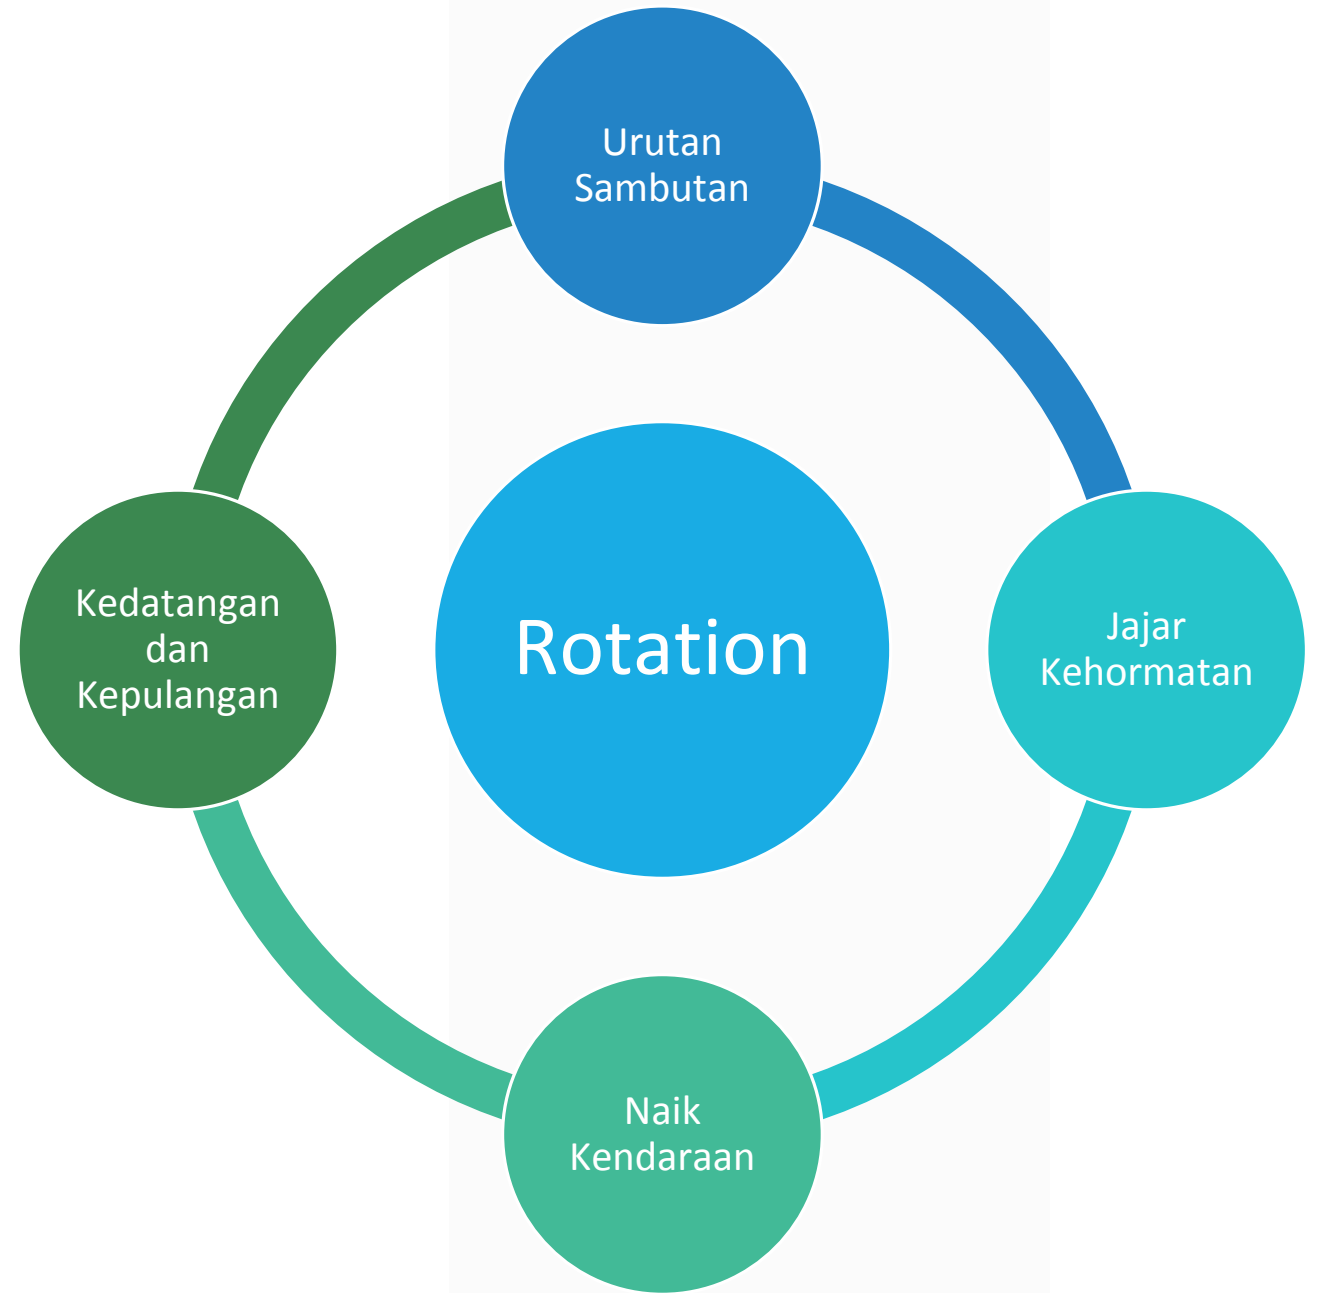 Urutan
Sambutan
Kedatangan
dan
Kepulangan
Rotation
Jajar
Kehormatan
Naik
Kendaraan